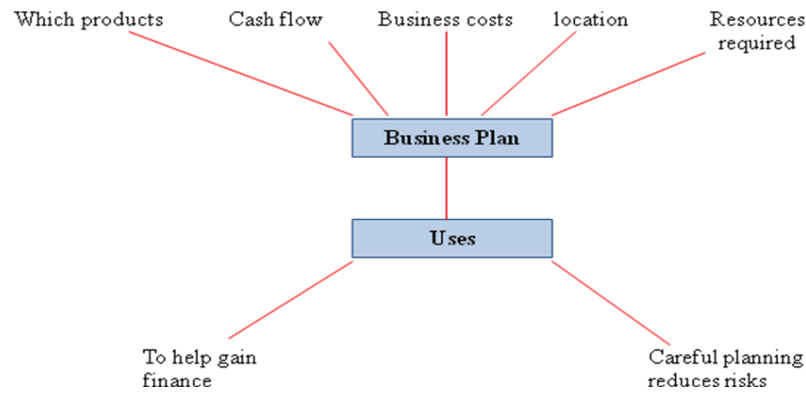 Which products
Cash flow
Business costs
location
Resources
required
Business Plan
Uses
To help gain
finance
Careful planning
reduces risks